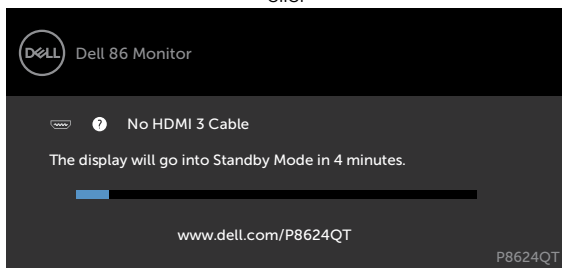 DELL Dell 86 Monitor
? No HDMI 3 Cable
The display will go into Standby Mode in 4 minutes.
www.dell.com/P8624QT
P8624QT